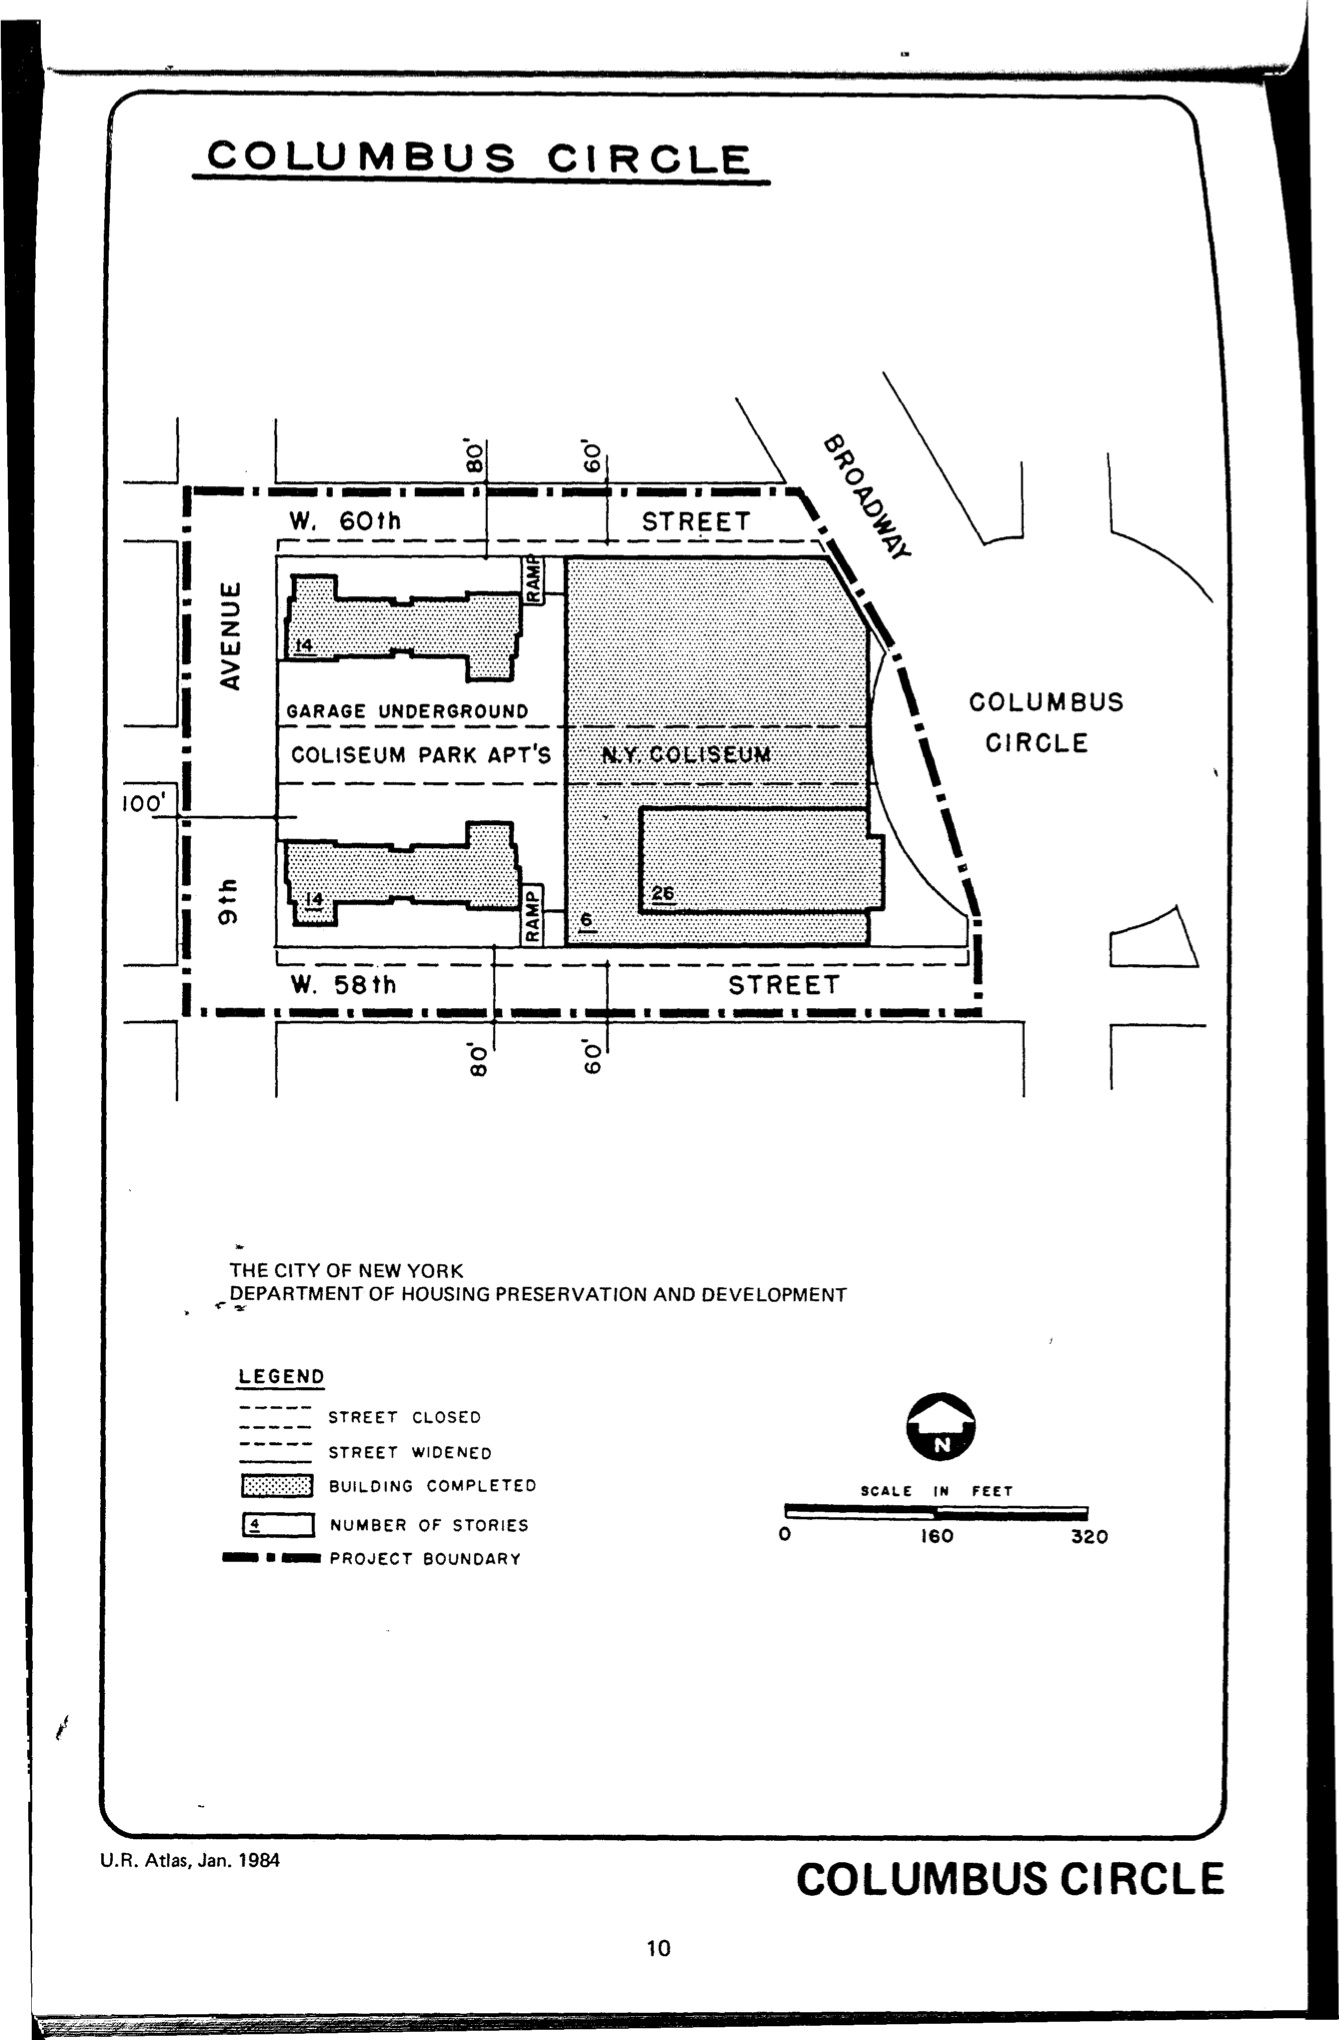 COLUMBUS CIRCLE
80'
60'
BROADWAY
W. 60th STREET
RAMP
AVENUE
14
GARAGE UNDERGROUND
COLUMBUS
CIRCLE
COLISEUM PARK APT'S
N.Y. COLISEUM
100'
9th
14
RAMP
26
6
W. 58th STREET
80'
60'
THE CITY OF NEW YORK
DEPARTMENT OF HOUSING PRESERVATION AND DEVELOPMENT
LEGEND
STREET CLOSED
STREET WIDENED
BUILDING COMPLETED
4 NUMBER OF STORIES
PROJECT BOUNDARY
N
SCALE IN FEET
0 160 320
U.R. Atlas, Jan. 1984
COLUMBUS CIRCLE
10